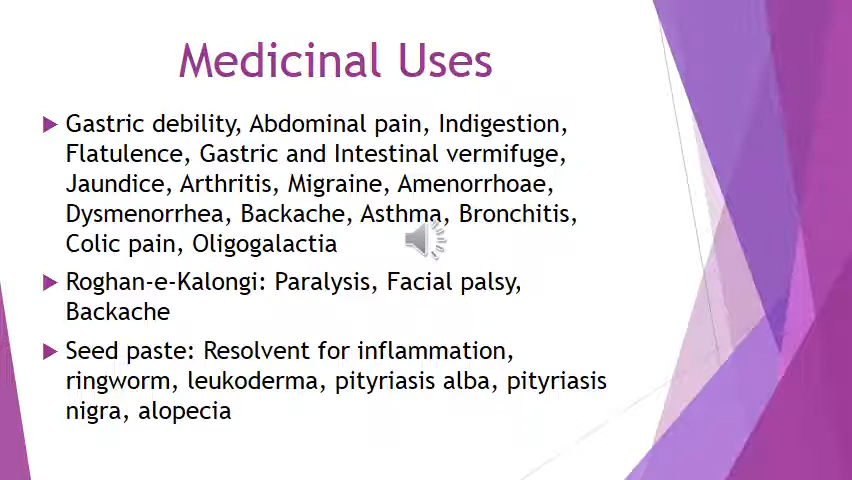 Medicinal Uses
Gastric debility, Abdominal pain, Indigestion,
Flatulence, Gastric and Intestinal vermifuge,
Jaundice, Arthritis, Migraine, Amenorrhoae,
Dysmenorrhea, Backache, Asthma, Bronchitis,
Colic pain, Oligogalactia
Roghan-e-Kalongi: Paralysis, Facial palsy,
Backache
Seed paste: Resolvent for inflammation,
ringworm, leukoderma, pityriasis alba, pityriasis
nigra, alopecia